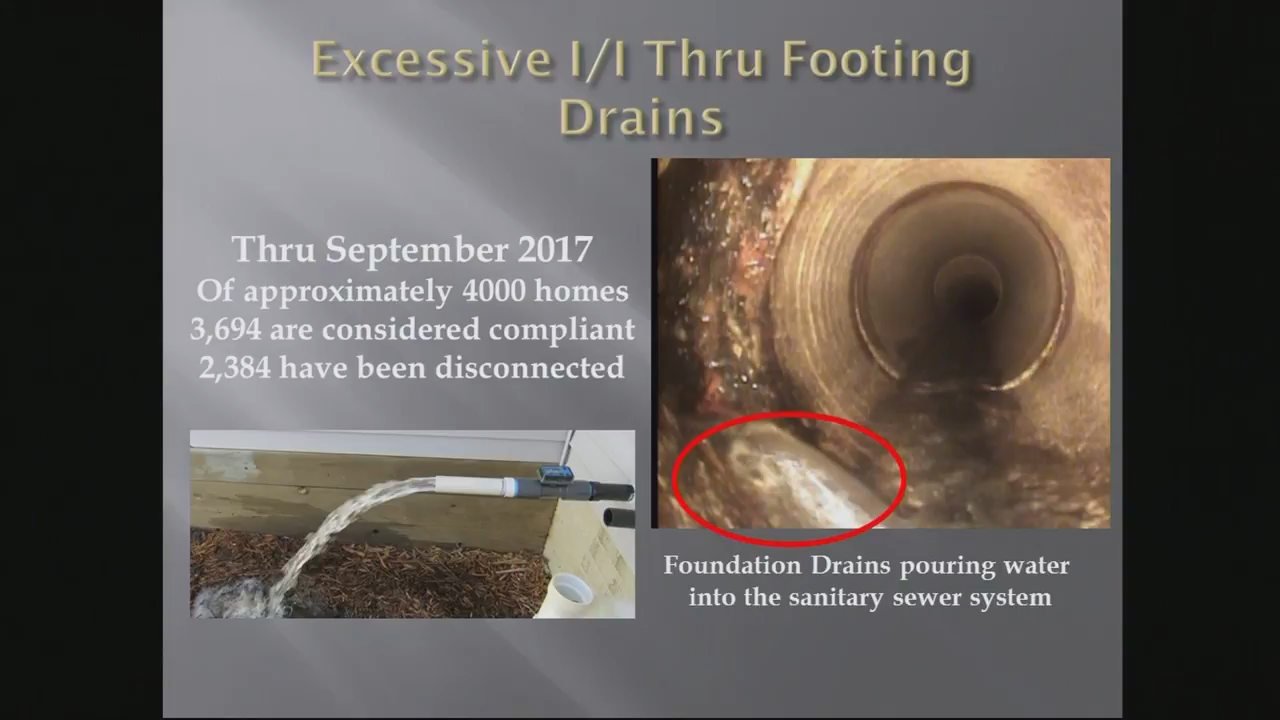 Excessive I/I Thru Footing
Drains
Thru September 2017
Of approximately 4000 homes
3,694 are considered compliant
2,384 have been disconnected
Foundation Drains pouring water
into the sanitary sewer system